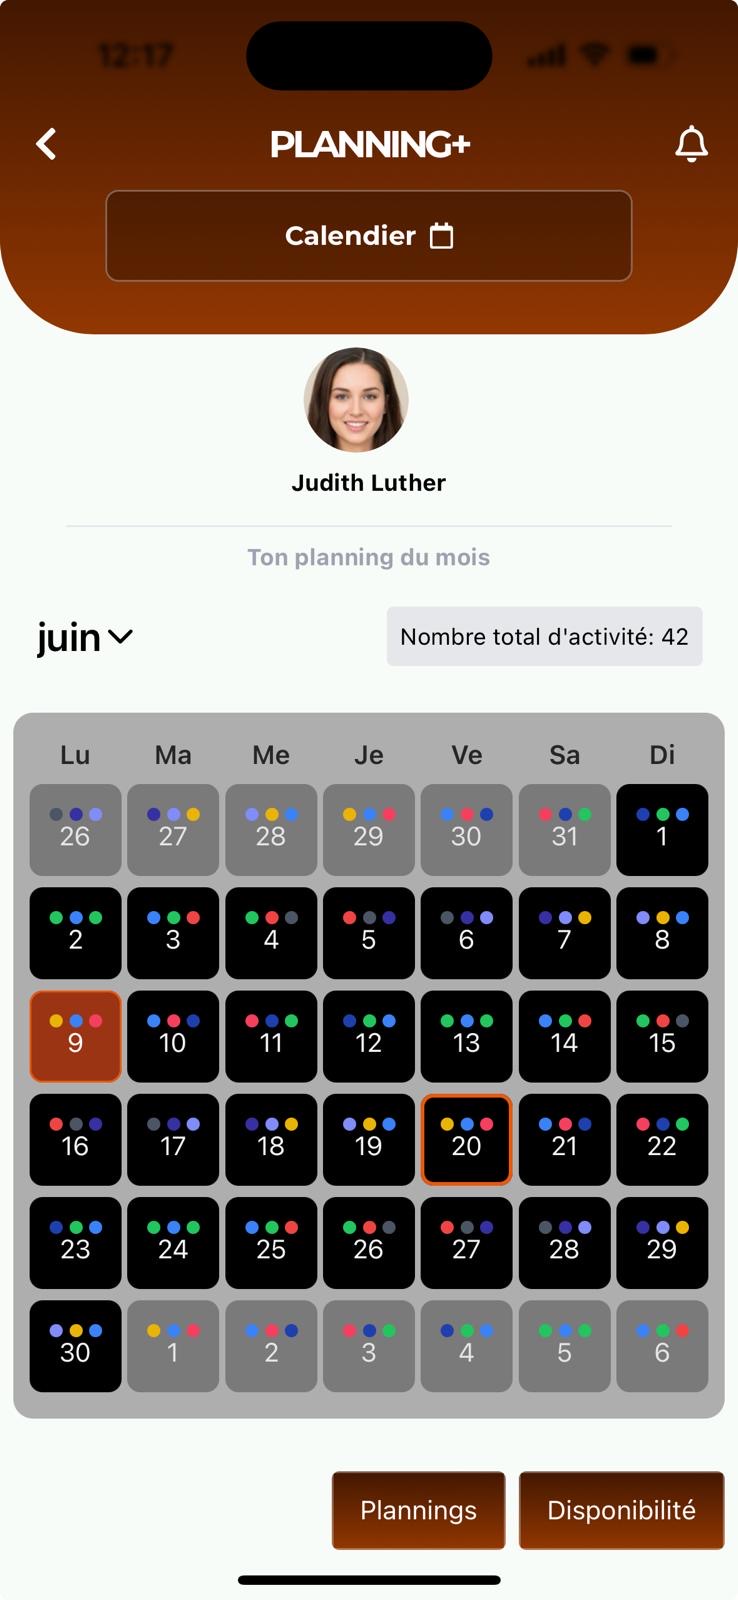 12:17
PLANNING+
Calendier
Judith Luther
Ton planning du mois
juin
Nombre total d'activité: 42
Lu Ma Me Je Ve Sa Di
26 27 28 29 30 31 1
2 3 4 5 6 7 8
9 10 11 12 13 14 15
16 17 18 19 20 21 22
23 24 25 26 27 28 29
30 1 2 3 4 5 6
Plannings Disponibilité